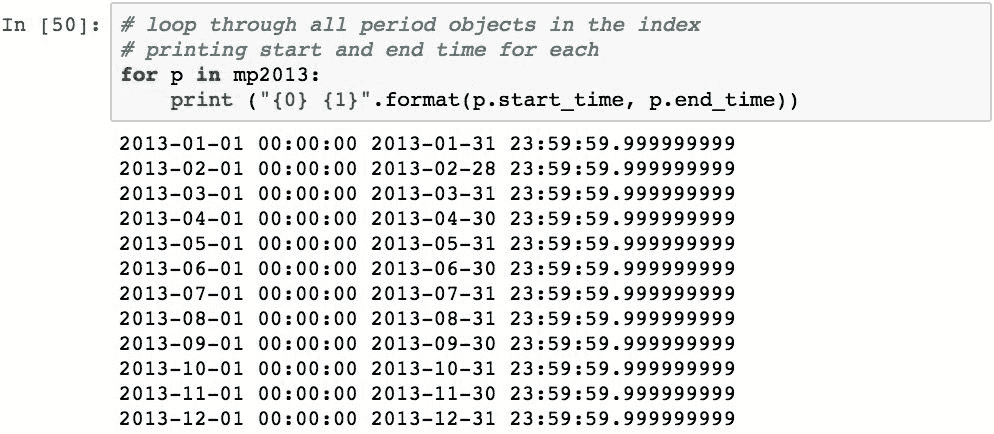 In [50]: # loop through all period objects in the index
# printing start and end time for each
for p in mp2013:
    print ("{0} {1}".format(p.start_time, p.end_time))
2013-01-01 00:00:00 2013-01-31 23:59:59.999999999
2013-02-01 00:00:00 2013-02-28 23:59:59.999999999
2013-03-01 00:00:00 2013-03-31 23:59:59.999999999
2013-04-01 00:00:00 2013-04-30 23:59:59.999999999
2013-05-01 00:00:00 2013-05-31 23:59:59.999999999
2013-06-01 00:00:00 2013-06-30 23:59:59.999999999
2013-07-01 00:00:00 2013-07-31 23:59:59.999999999
2013-08-01 00:00:00 2013-08-31 23:59:59.999999999
2013-09-01 00:00:00 2013-09-30 23:59:59.999999999
2013-10-01 00:00:00 2013-10-31 23:59:59.999999999
2013-11-01 00:00:00 2013-11-30 23:59:59.999999999
2013-12-01 00:00:00 2013-12-31 23:59:59.999999999